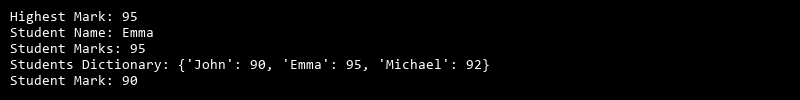 Highest Mark: 95
Student Name: Emma
Student Marks: 95
Students Dictionary: {'John': 90, 'Emma': 95, 'Michael': 92}
Student Mark: 90